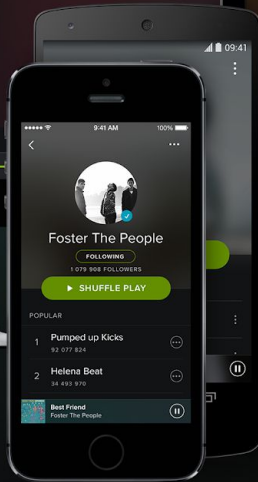 09:41
9:41 AM
100%
Foster The People
FOLLOWING
1 079 908 FOLLOWERS
SHUFFLE PLAY
POPULAR
1 Pumped up Kicks
92 077 824
2 Helena Beat
34 493 970
Best Friend
Foster The People